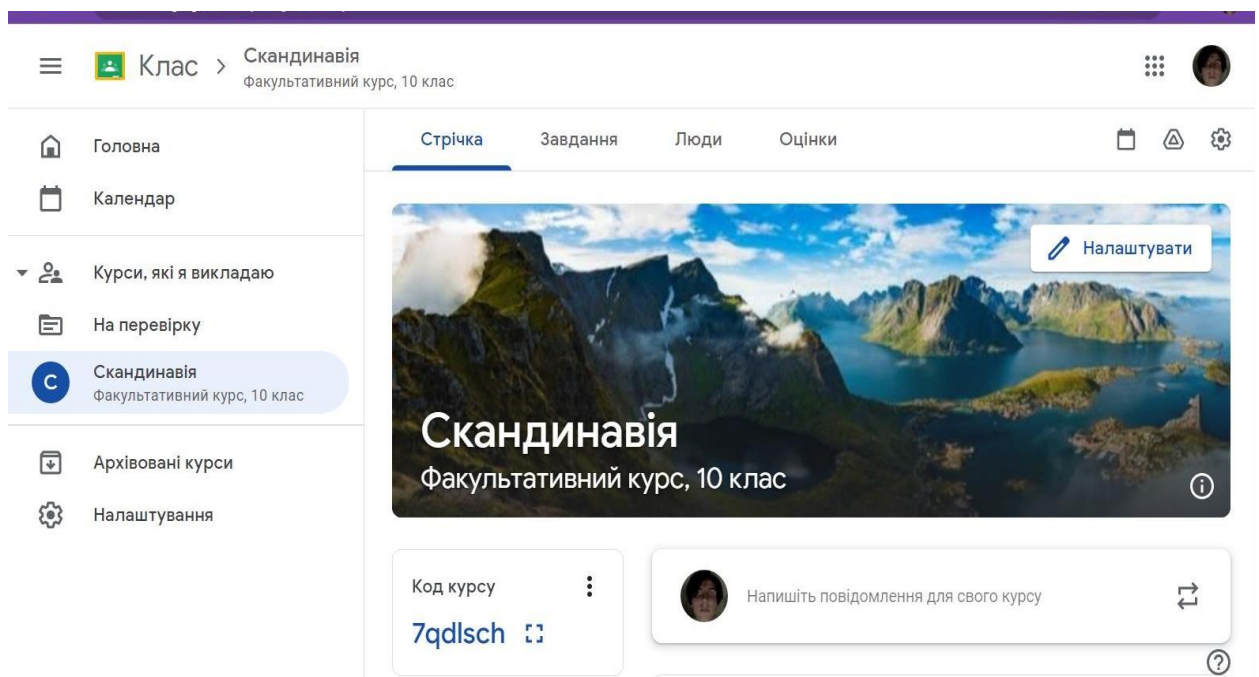 Клас
Скандинавія
Факультативний курс, 10 клас
Головна
Календар
Курси, які я викладаю
На перевірку
С
Скандинавія
Факультативний курс, 10 клас
Архівовані курси
Налаштування
Стрічка Завдання Люди Оцінки
Налаштувати
Скандинавія
Факультативний курс, 10 клас
Код курсу
7qdlsch
Напишіть повідомлення для свого курсу